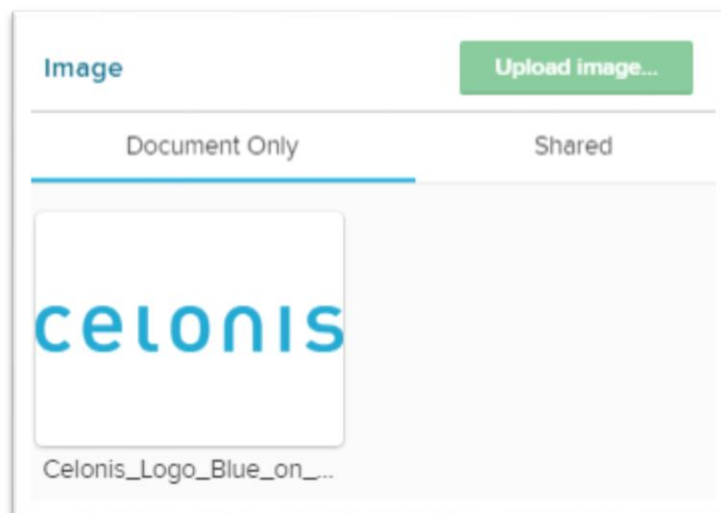 Image
Upload image...
Document Only
Shared
celonis
Celonis_Logo_Blue_on_...